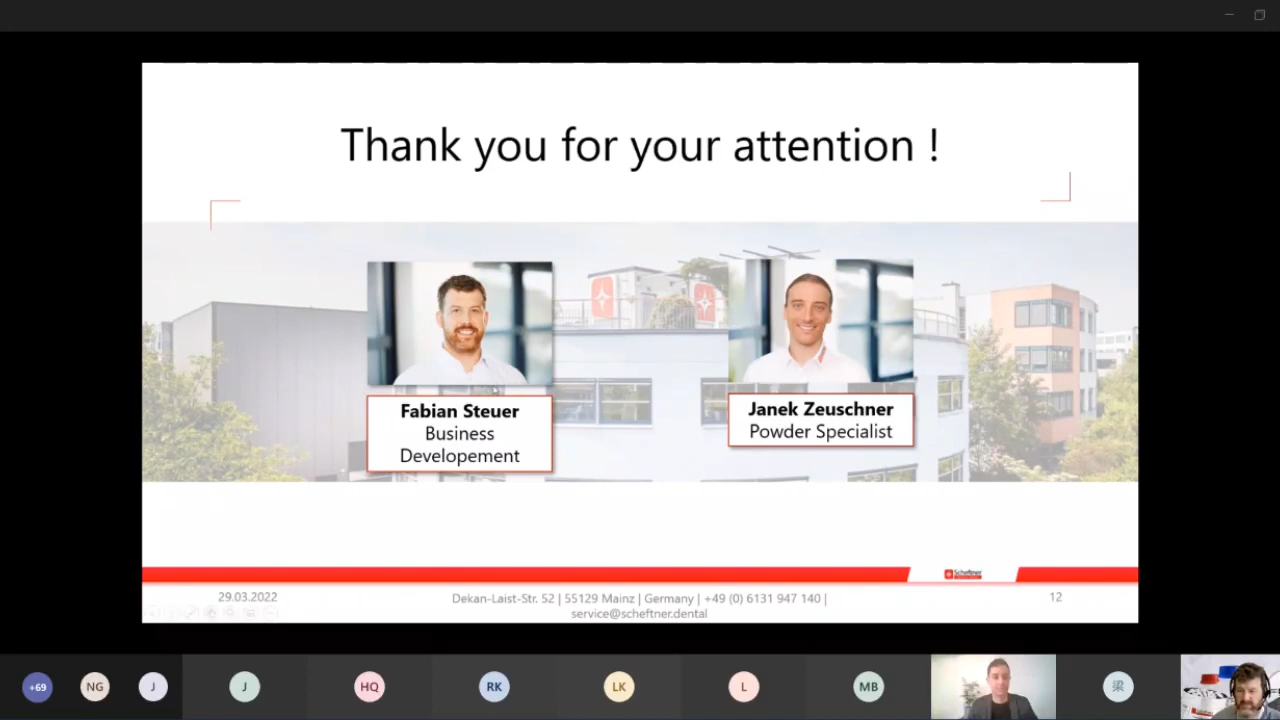 Thank you for your attention !
Fabian Steuer
Business
Developement
Janek Zeuschner
Powder Specialist
Scheftner
29.03.2022
Dekan-Laist-Str. 52 | 55129 Mainz | Germany | +49 (0) 6131 947 140 |
service@scheftner.dental
12
+69
NG
J
J
HQ
RK
LK
L
MB
梁